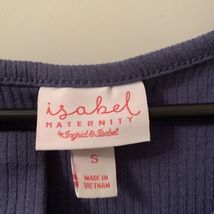 isabel
MATERNITY
by Ingrid & Isabel
S
MADE IN
VIETNAM